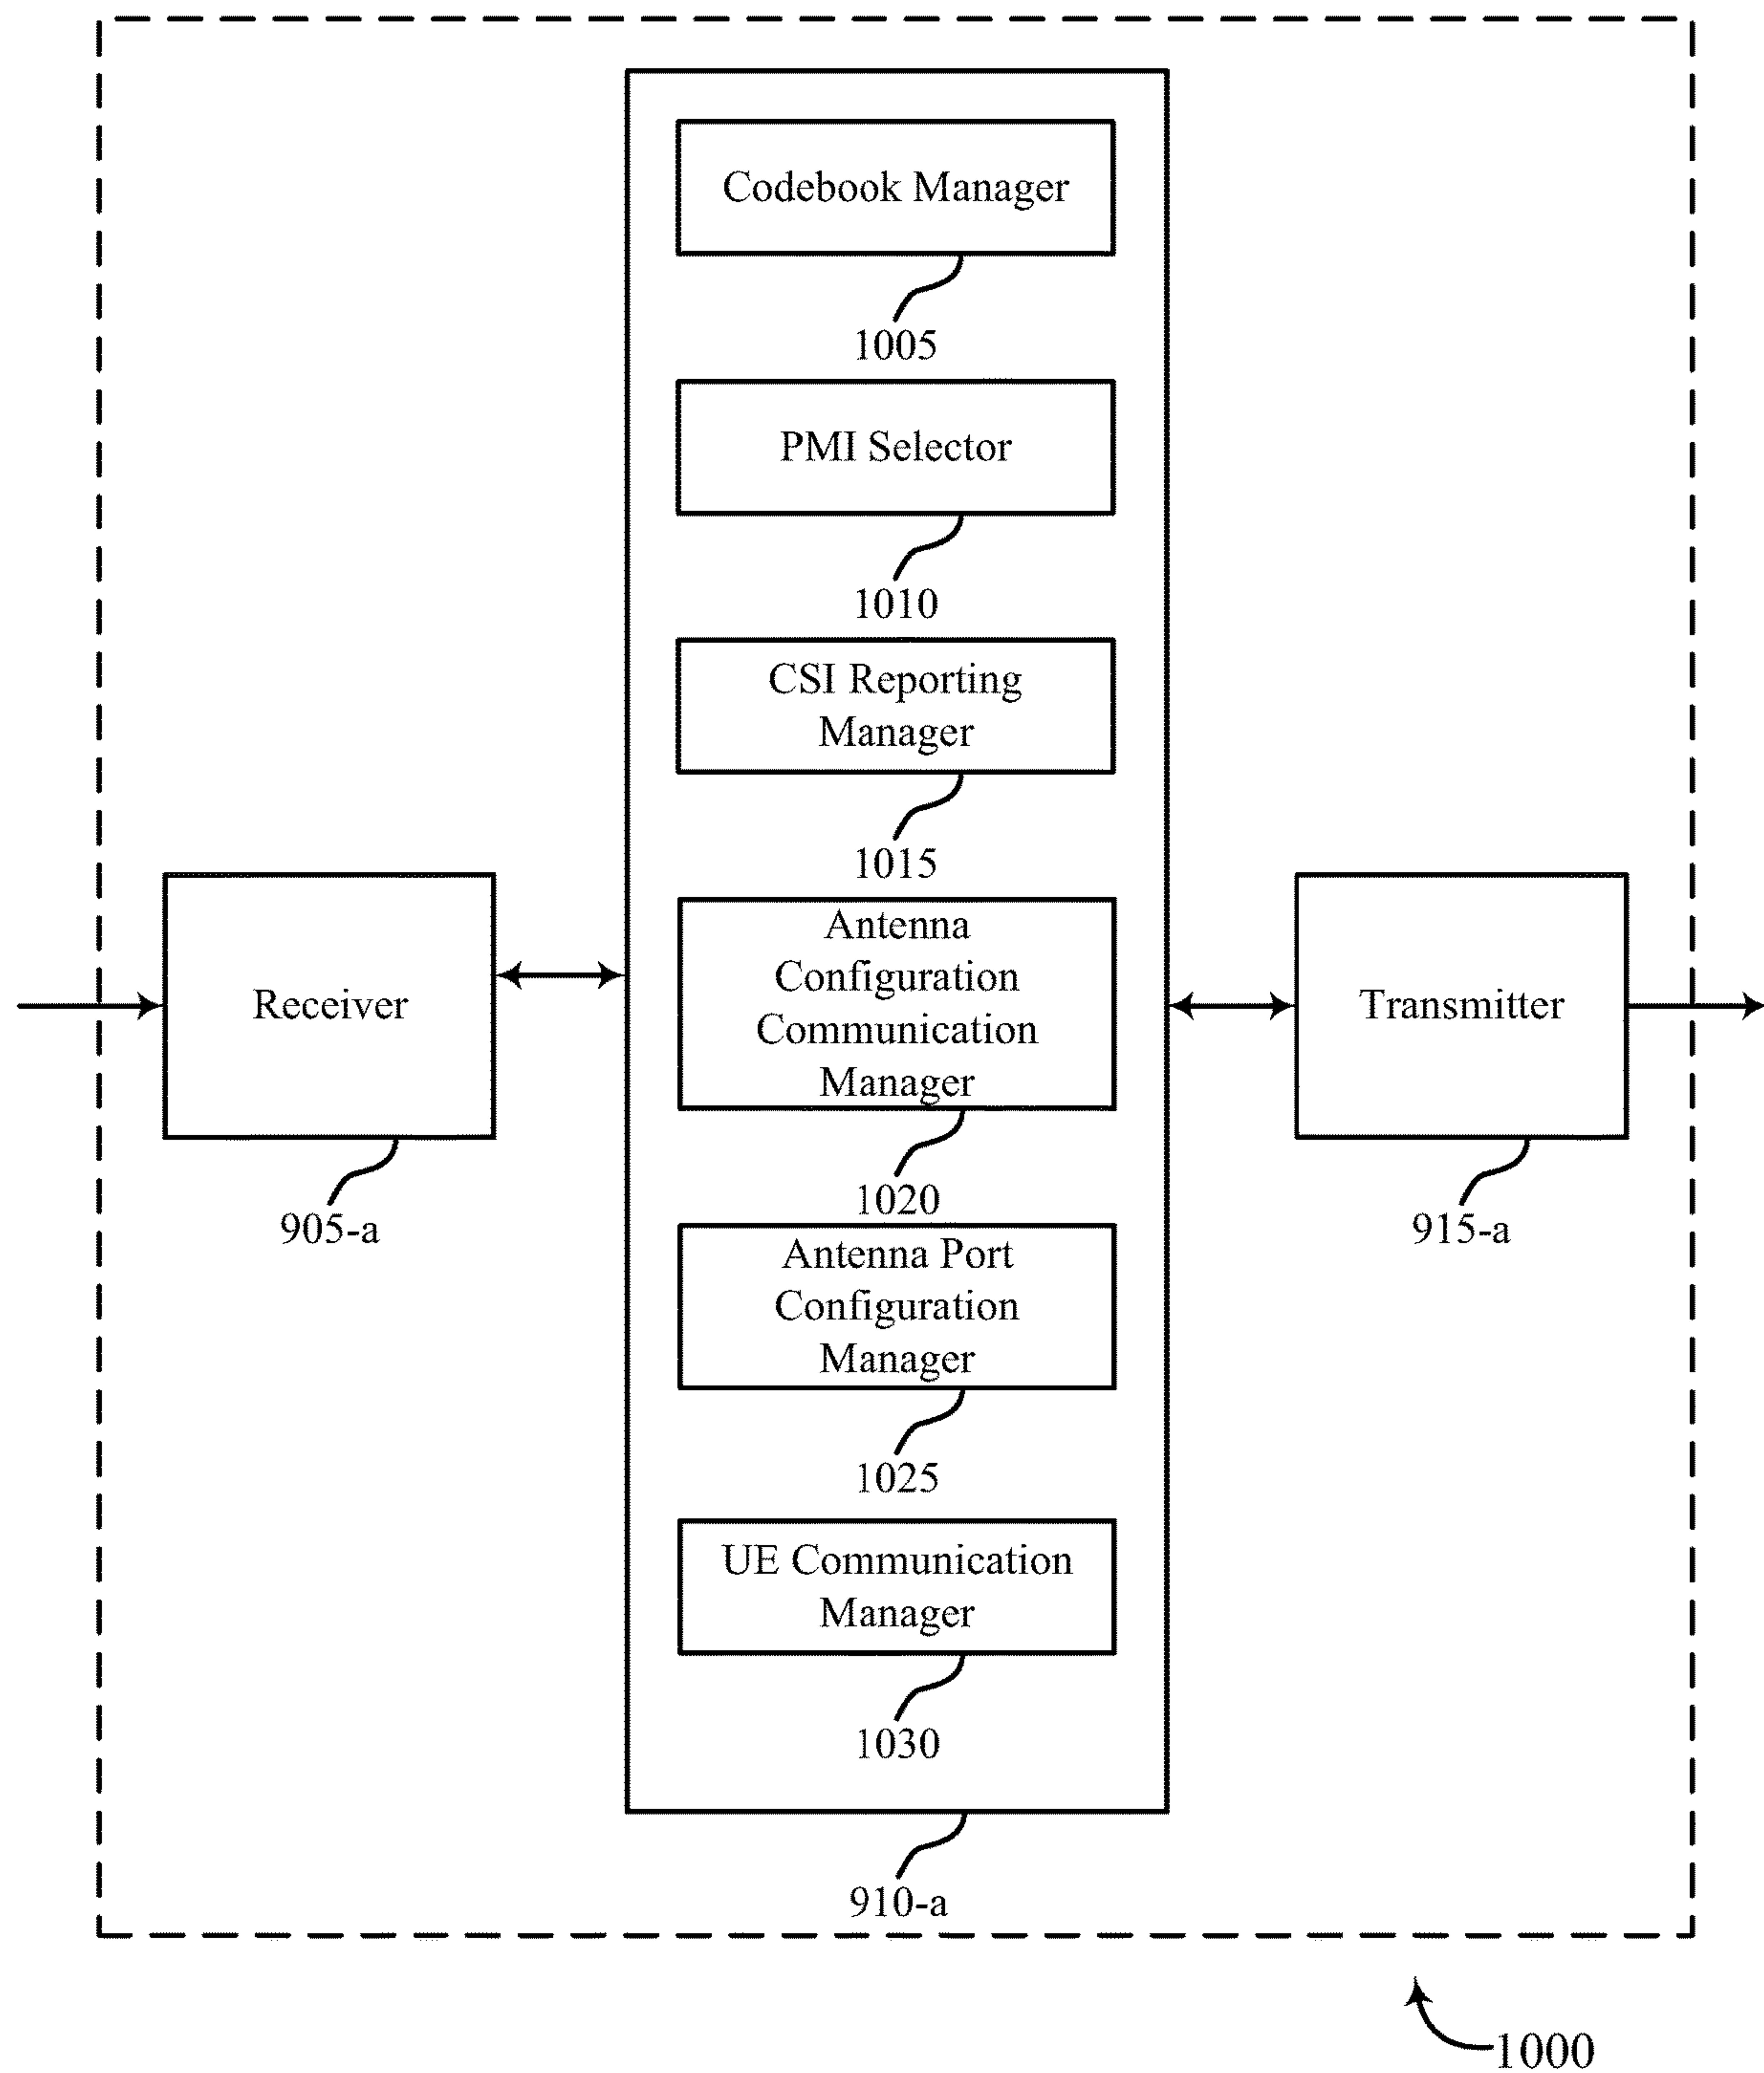 Codebook Manager
1005
PMI Selector
1010
CSI Reporting
Manager
1015
Antenna
Configuration
Communication
Manager
1020
Receiver
905-a
Transmitter
915-a
Antenna Port
Configuration
Manager
1025
UE Communication
Manager
1030
910-a
1000